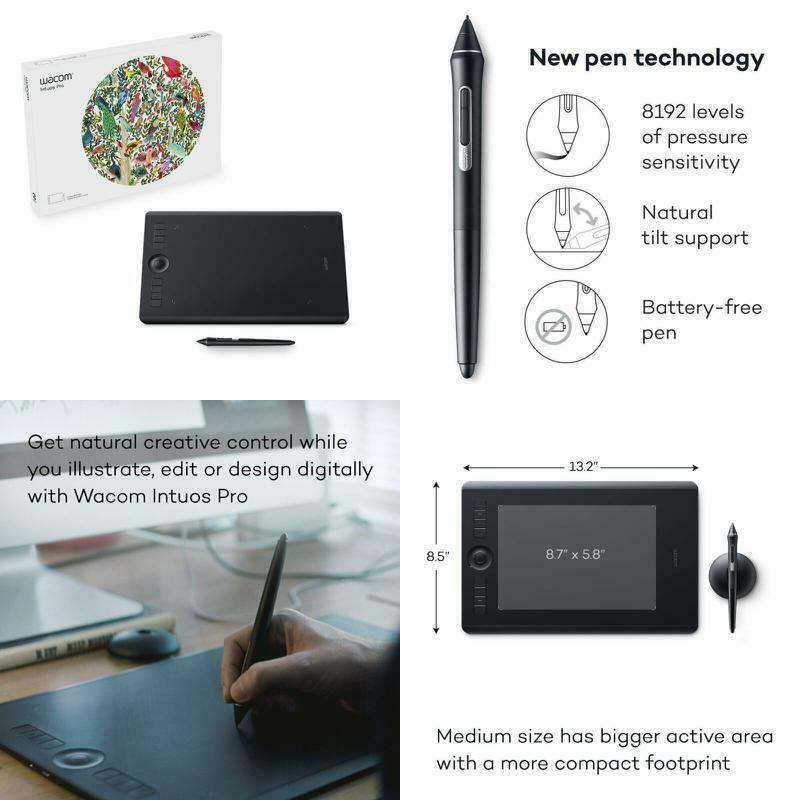 wacom
Intuos Pro
New pen technology
8192 levels
of pressure
sensitivity
Natural
tilt support
Battery-free
pen
Get natural creative control while
you illustrate, edit or design digitally
with Wacom Intuos Pro
13.2”
8.5”
8.7” x 5.8”
wacom
Medium size has bigger active area
with a more compact footprint